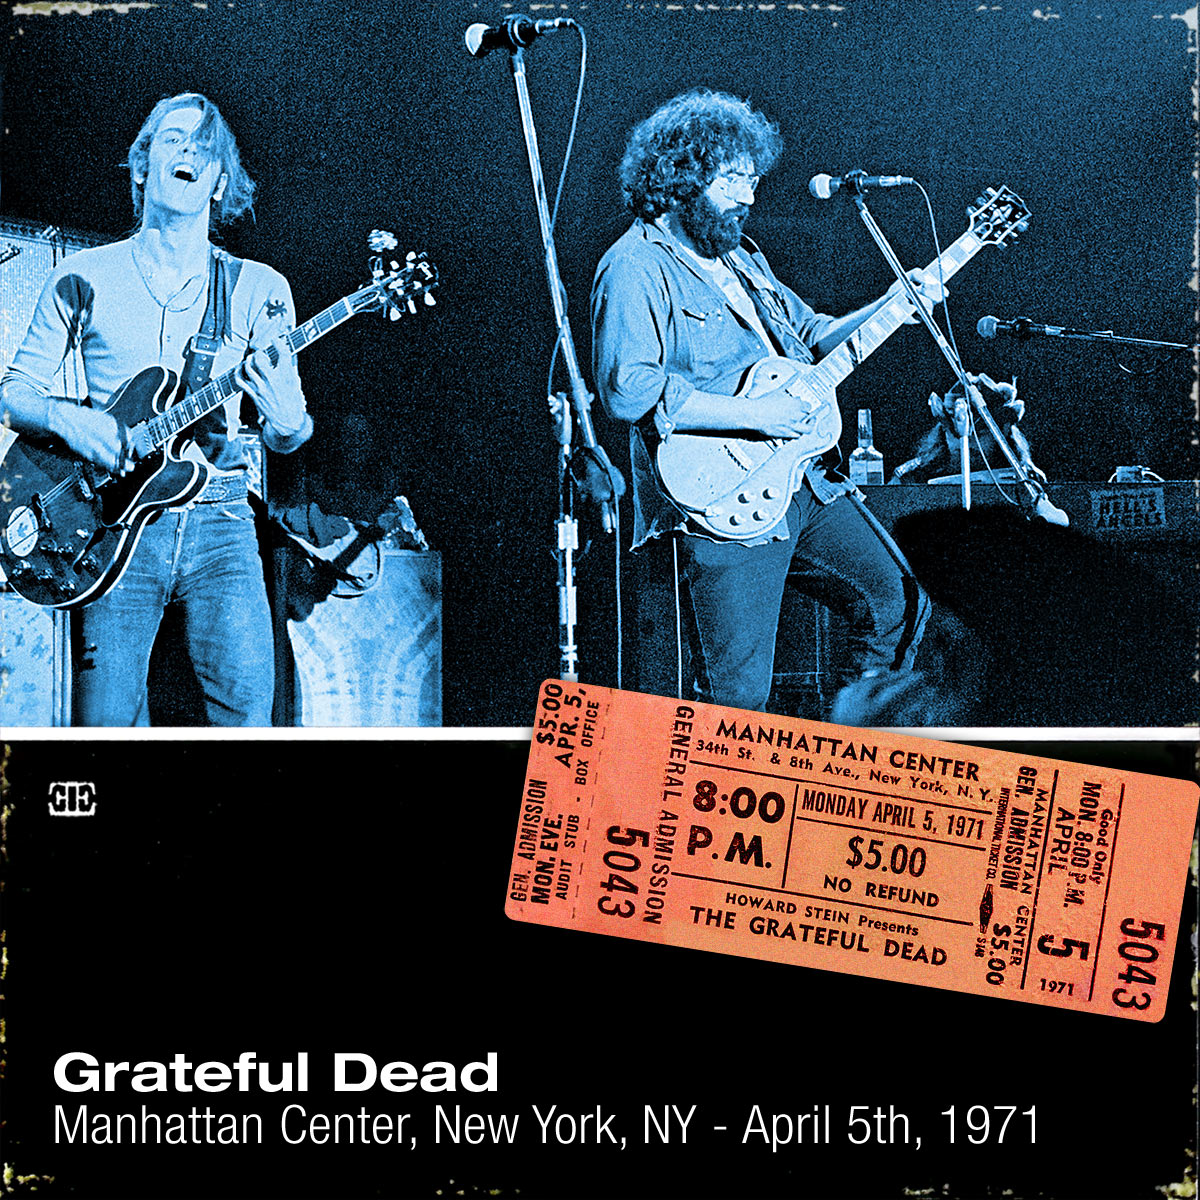 HELL'S
ANGELS
$5.00
APR. 5,
BOX OFFICE
GEN. ADMISSION
MON. EVE.
AUDIT STUB -
5043
GENERAL ADMISSION
MANHATTAN CENTER
34th St. & 8th Ave., New York, N. Y.
8:00
P.M.
MONDAY APRIL 5, 1971
$5.00
NO REFUND
HOWARD STEIN Presents
THE GRATEFUL DEAD
INTERNATIONAL TICKET CO.
GEN. ADMISSION $5.00
MANHATTAN CENTER
Good Only
MON. 8:00 P.M.
APRIL
5
1971
5043
Grateful Dead
Manhattan Center, New York, NY - April 5th, 1971